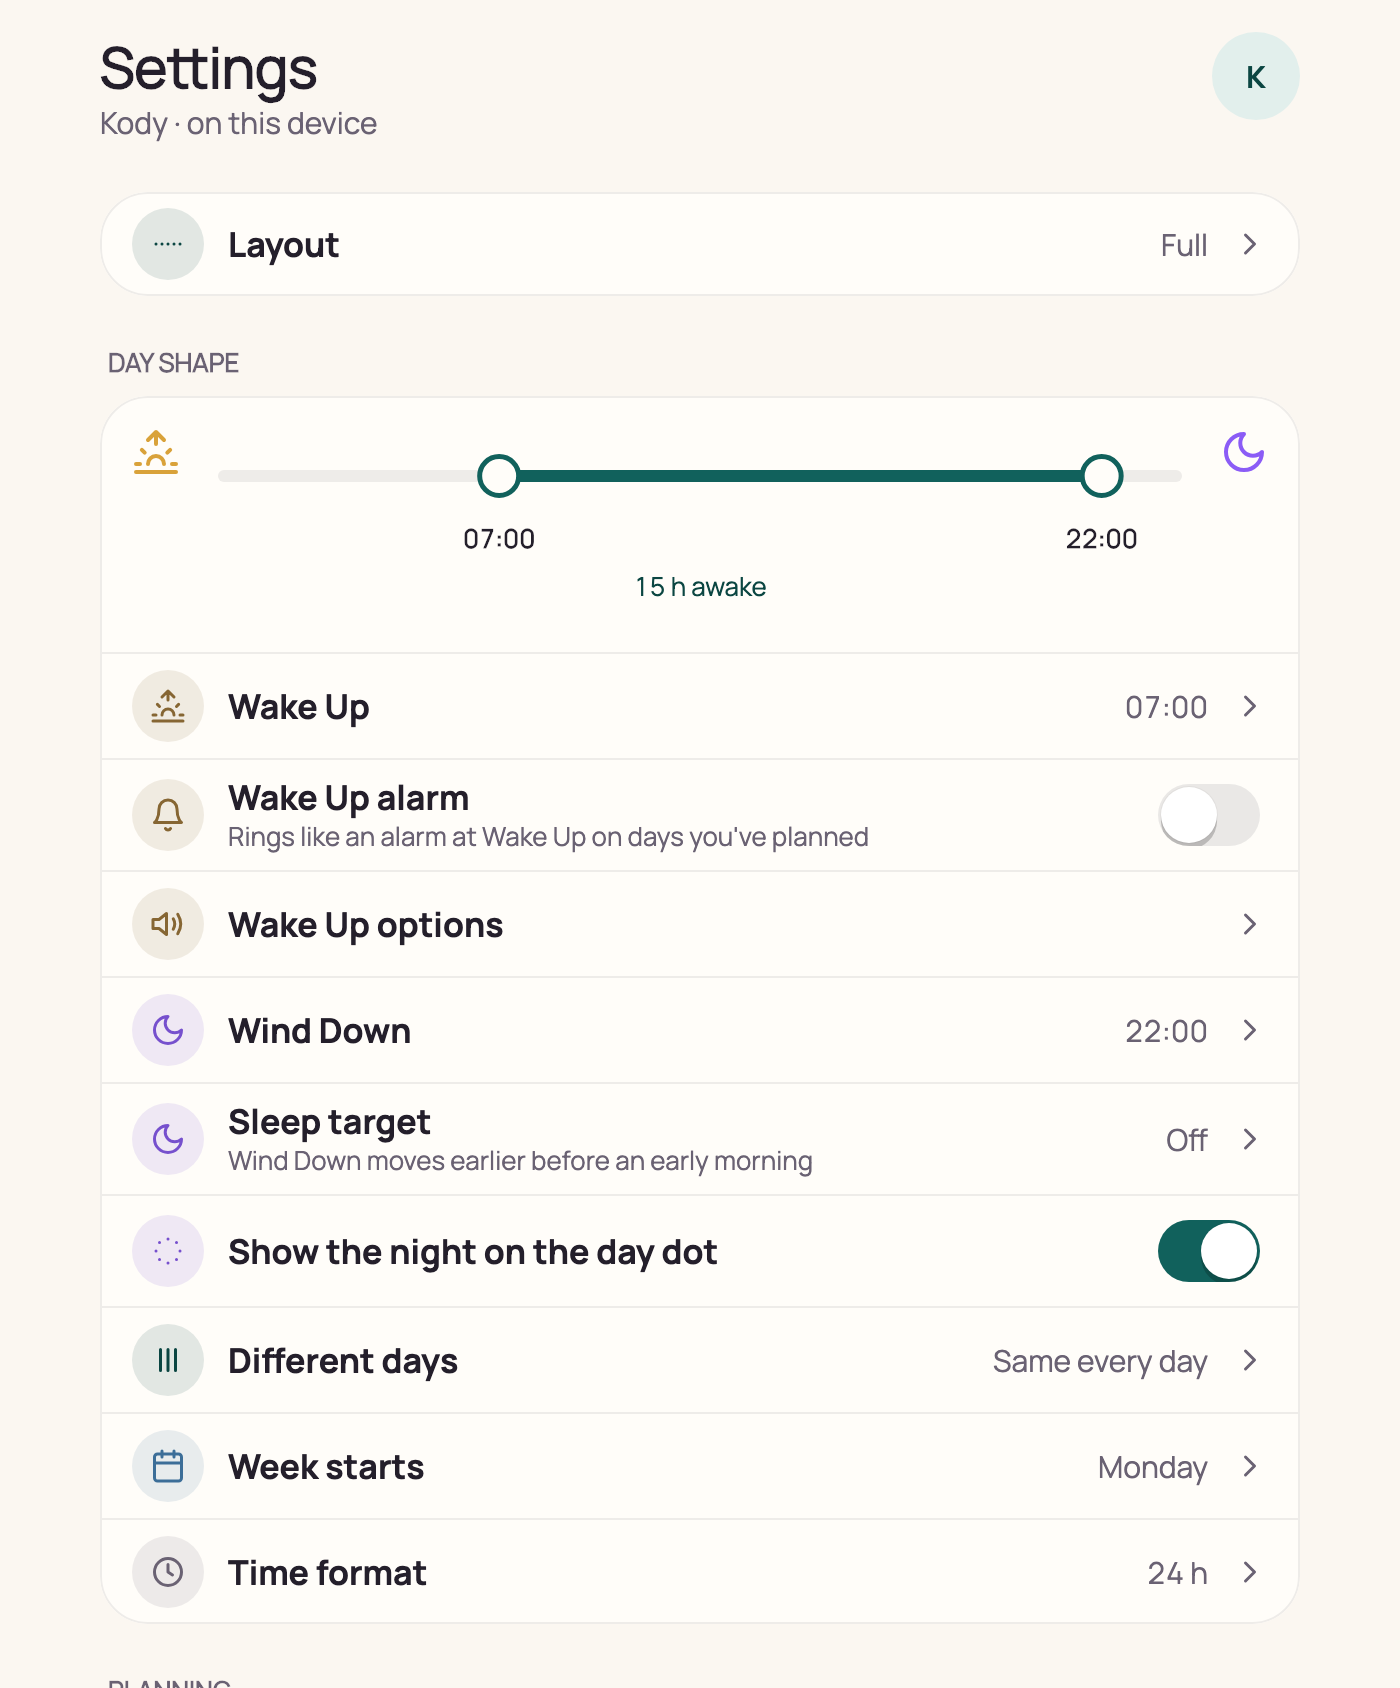 Settings
K
Kody · on this device
Layout
Full
DAY SHAPE
07:00
22:00
15 h awake
Wake Up
07:00
Wake Up alarm
Rings like an alarm at Wake Up on days you've planned
Wake Up options
Wind Down
22:00
Sleep target
Wind Down moves earlier before an early morning
Off
Show the night on the day dot
Different days
Same every day
Week starts
Monday
Time format
24 h
PLANNING